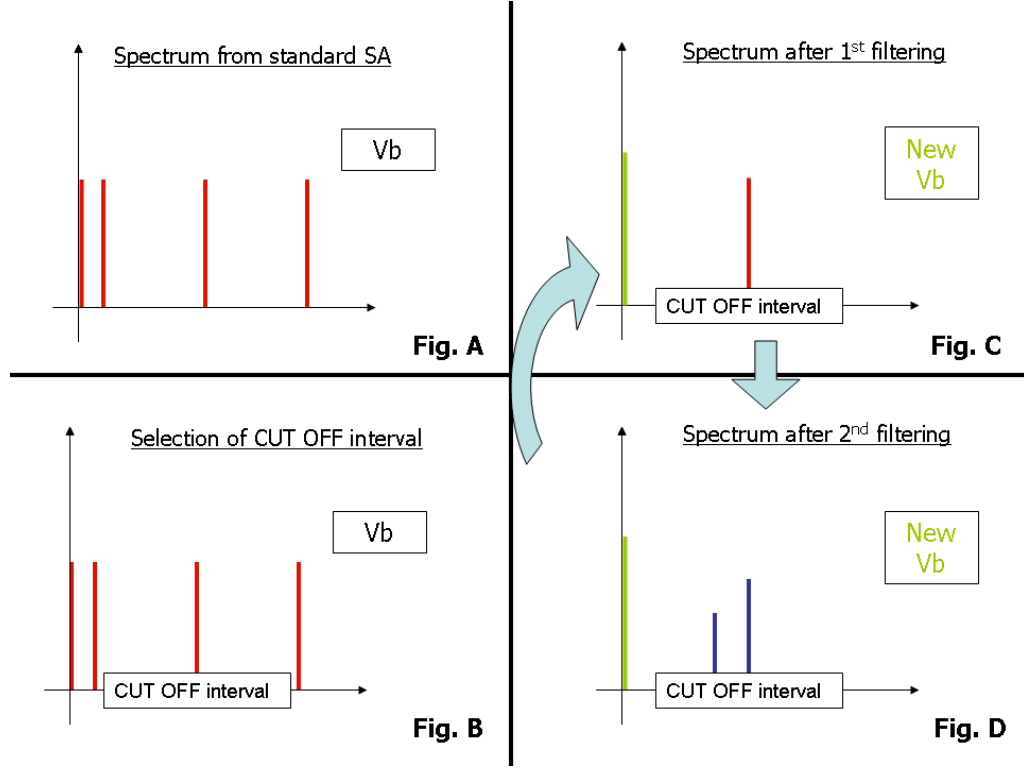 Spectrum from standard SA
Vb
Fig. A
Spectrum after 1st filtering
New
Vb
CUT OFF interval
Fig. C
Selection of CUT OFF interval
Vb
CUT OFF interval
Fig. B
Spectrum after 2nd filtering
New
Vb
CUT OFF interval
Fig. D